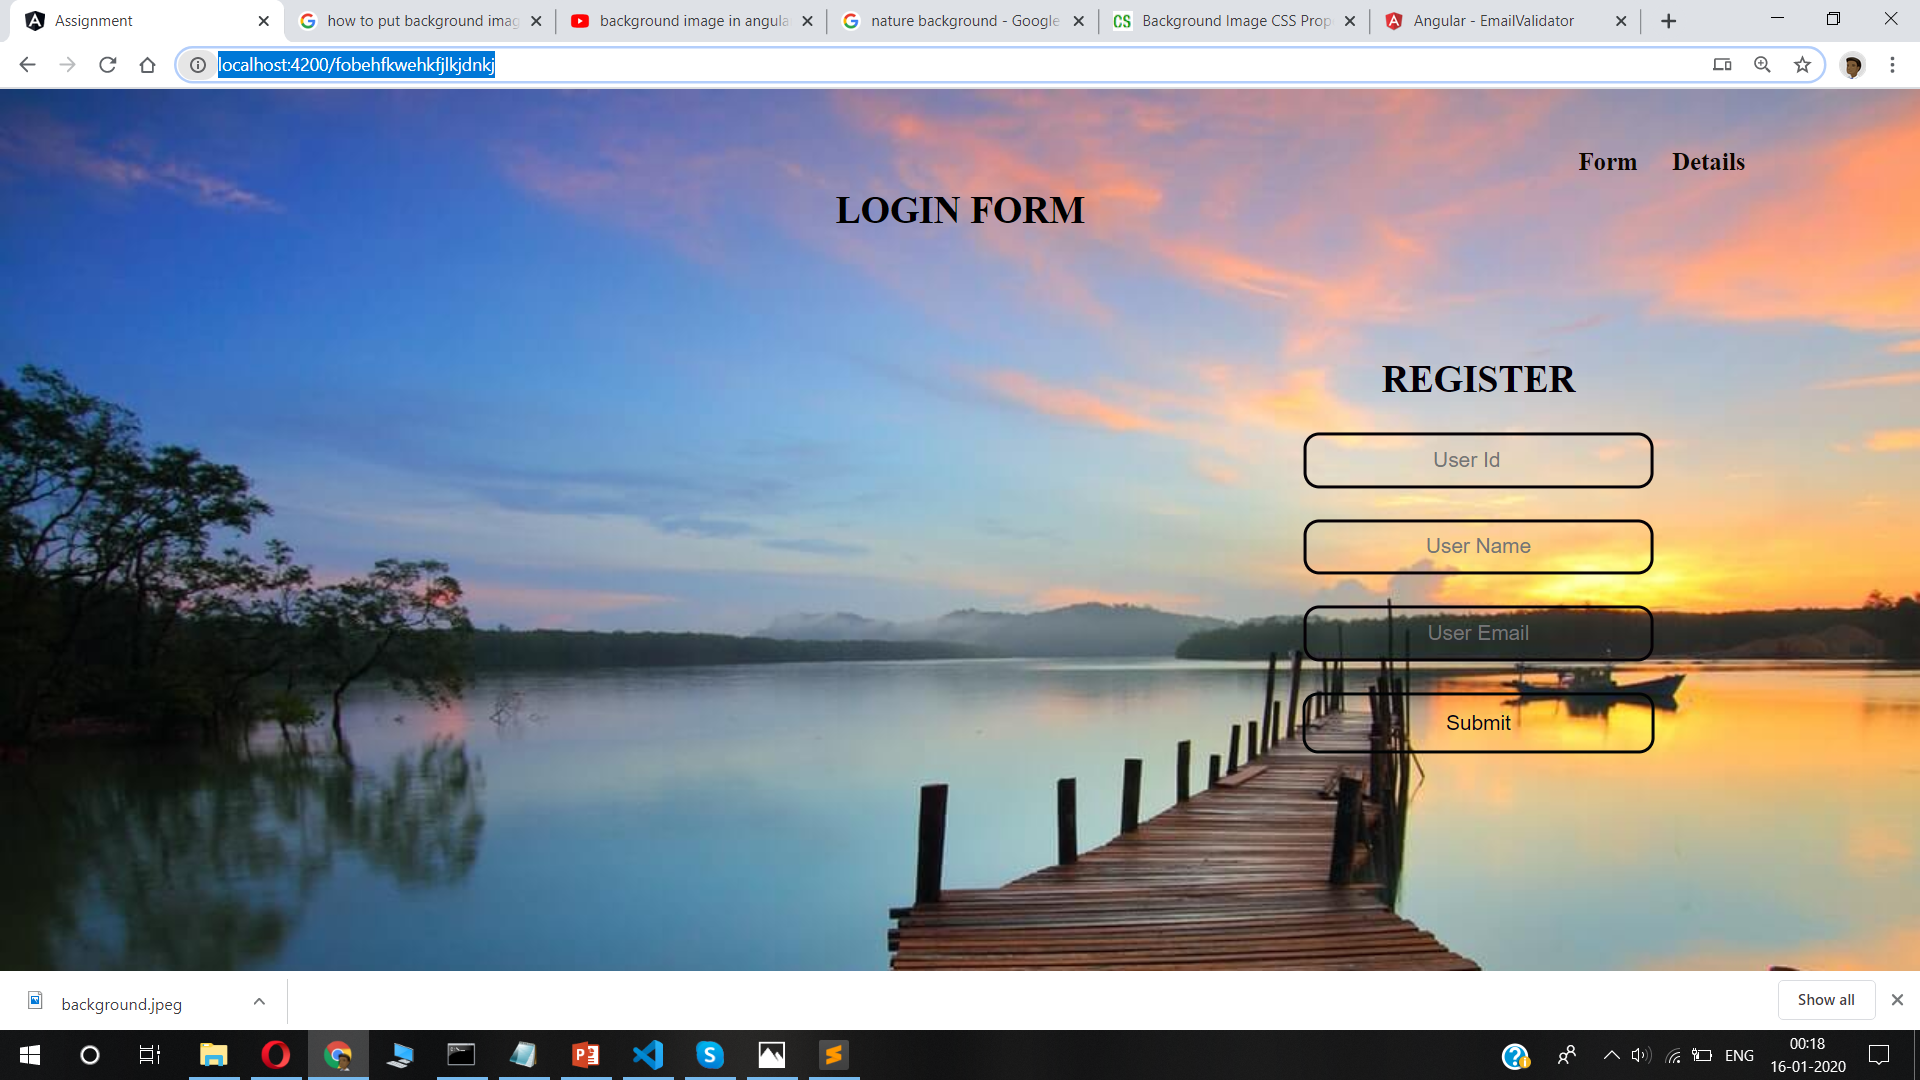 Assignment
how to put background imag
background image in angula
nature background - Google
CS
Background Image CSS Prop
Angular - EmailValidator
localhost:4200/fobehfkwehkfjlkjdnkj
Form
Details
LOGIN FORM
REGISTER
User Id
User Name
User Email
Submit
background.jpeg
Show all
ENG
00:18
16-01-2020